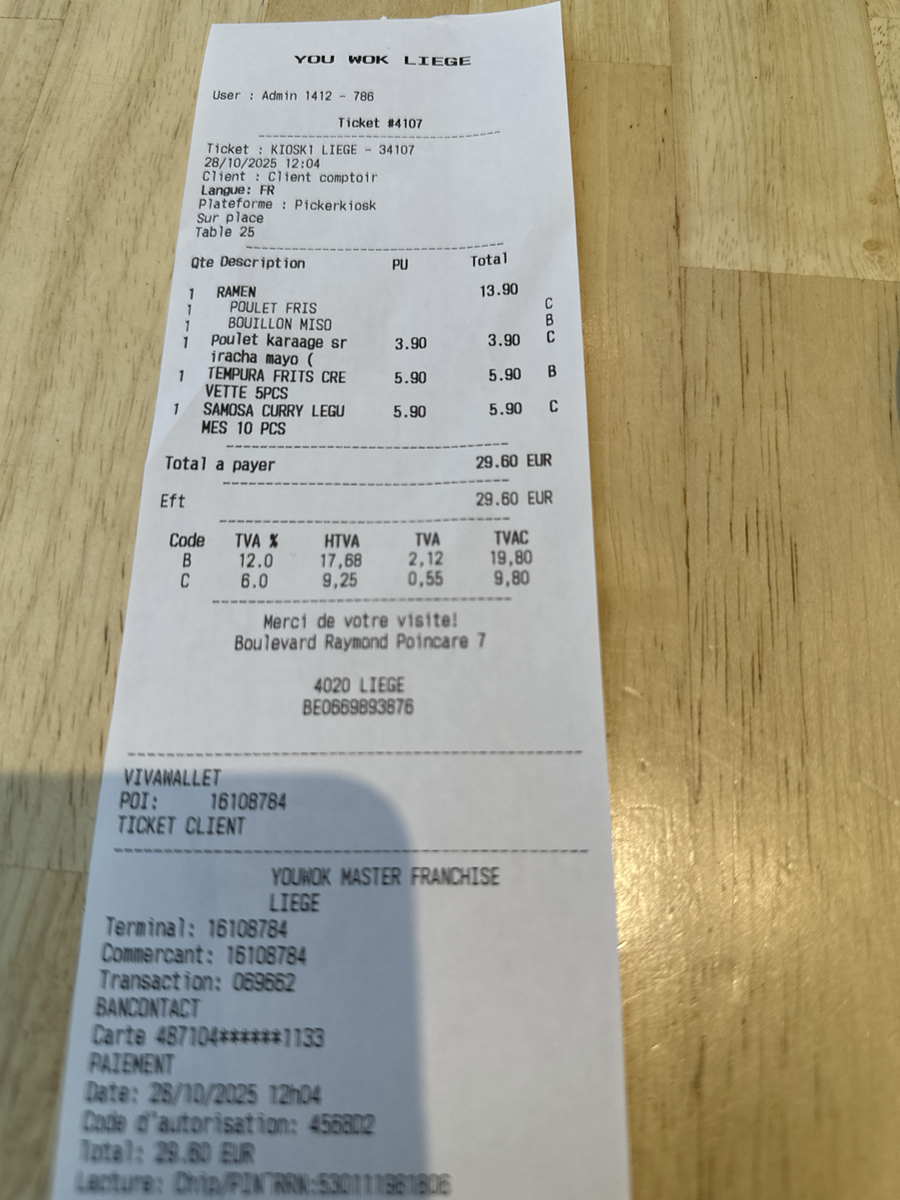 YOU WOK LIEGE
User : Admin 1412 - 786
Ticket #4107
Ticket : KIOSK1 LIEGE - 34107
28/10/2025 12:04
Client : Client comptoir
Langue: FR
Plateforme : Pickerkiosk
Sur place
Table 25
Qte Description PU Total
1 RAMEN 13.90
1 POULET FRIS C
1 BOUILLON MISO B
1 Poulet karaage sr 3.90 3.90 C
iracha mayo (
1 TEMPURA FRITS CRE 5.90 5.90 B
VETTE 5PCS
1 SAMOSA CURRY LEGU 5.90 5.90 C
MES 10 PCS
Total a payer 29.60 EUR
Eft 29.60 EUR
Code TVA % HTVA TVA TVAC
B 12.0 17,68 2,12 19,80
C 6.0 9,25 0,55 9,80
Merci de votre visite!
Boulevard Raymond Poincare 7
4020 LIEGE
BE0669893876
VIVAWALLET
POI: 16108784
TICKET CLIENT
YOUWOK MASTER FRANCHISE
LIEGE
Terminal: 16108784
Commercant: 16108784
Transaction: 069662
BANCONTACT
Carte 487104******1133
PAIEMENT
Date: 28/10/2025 12h04
Code d'autorisation: 456802
Total: 29.60 EUR
Lecture: Chip/PIN RRN:530111981806